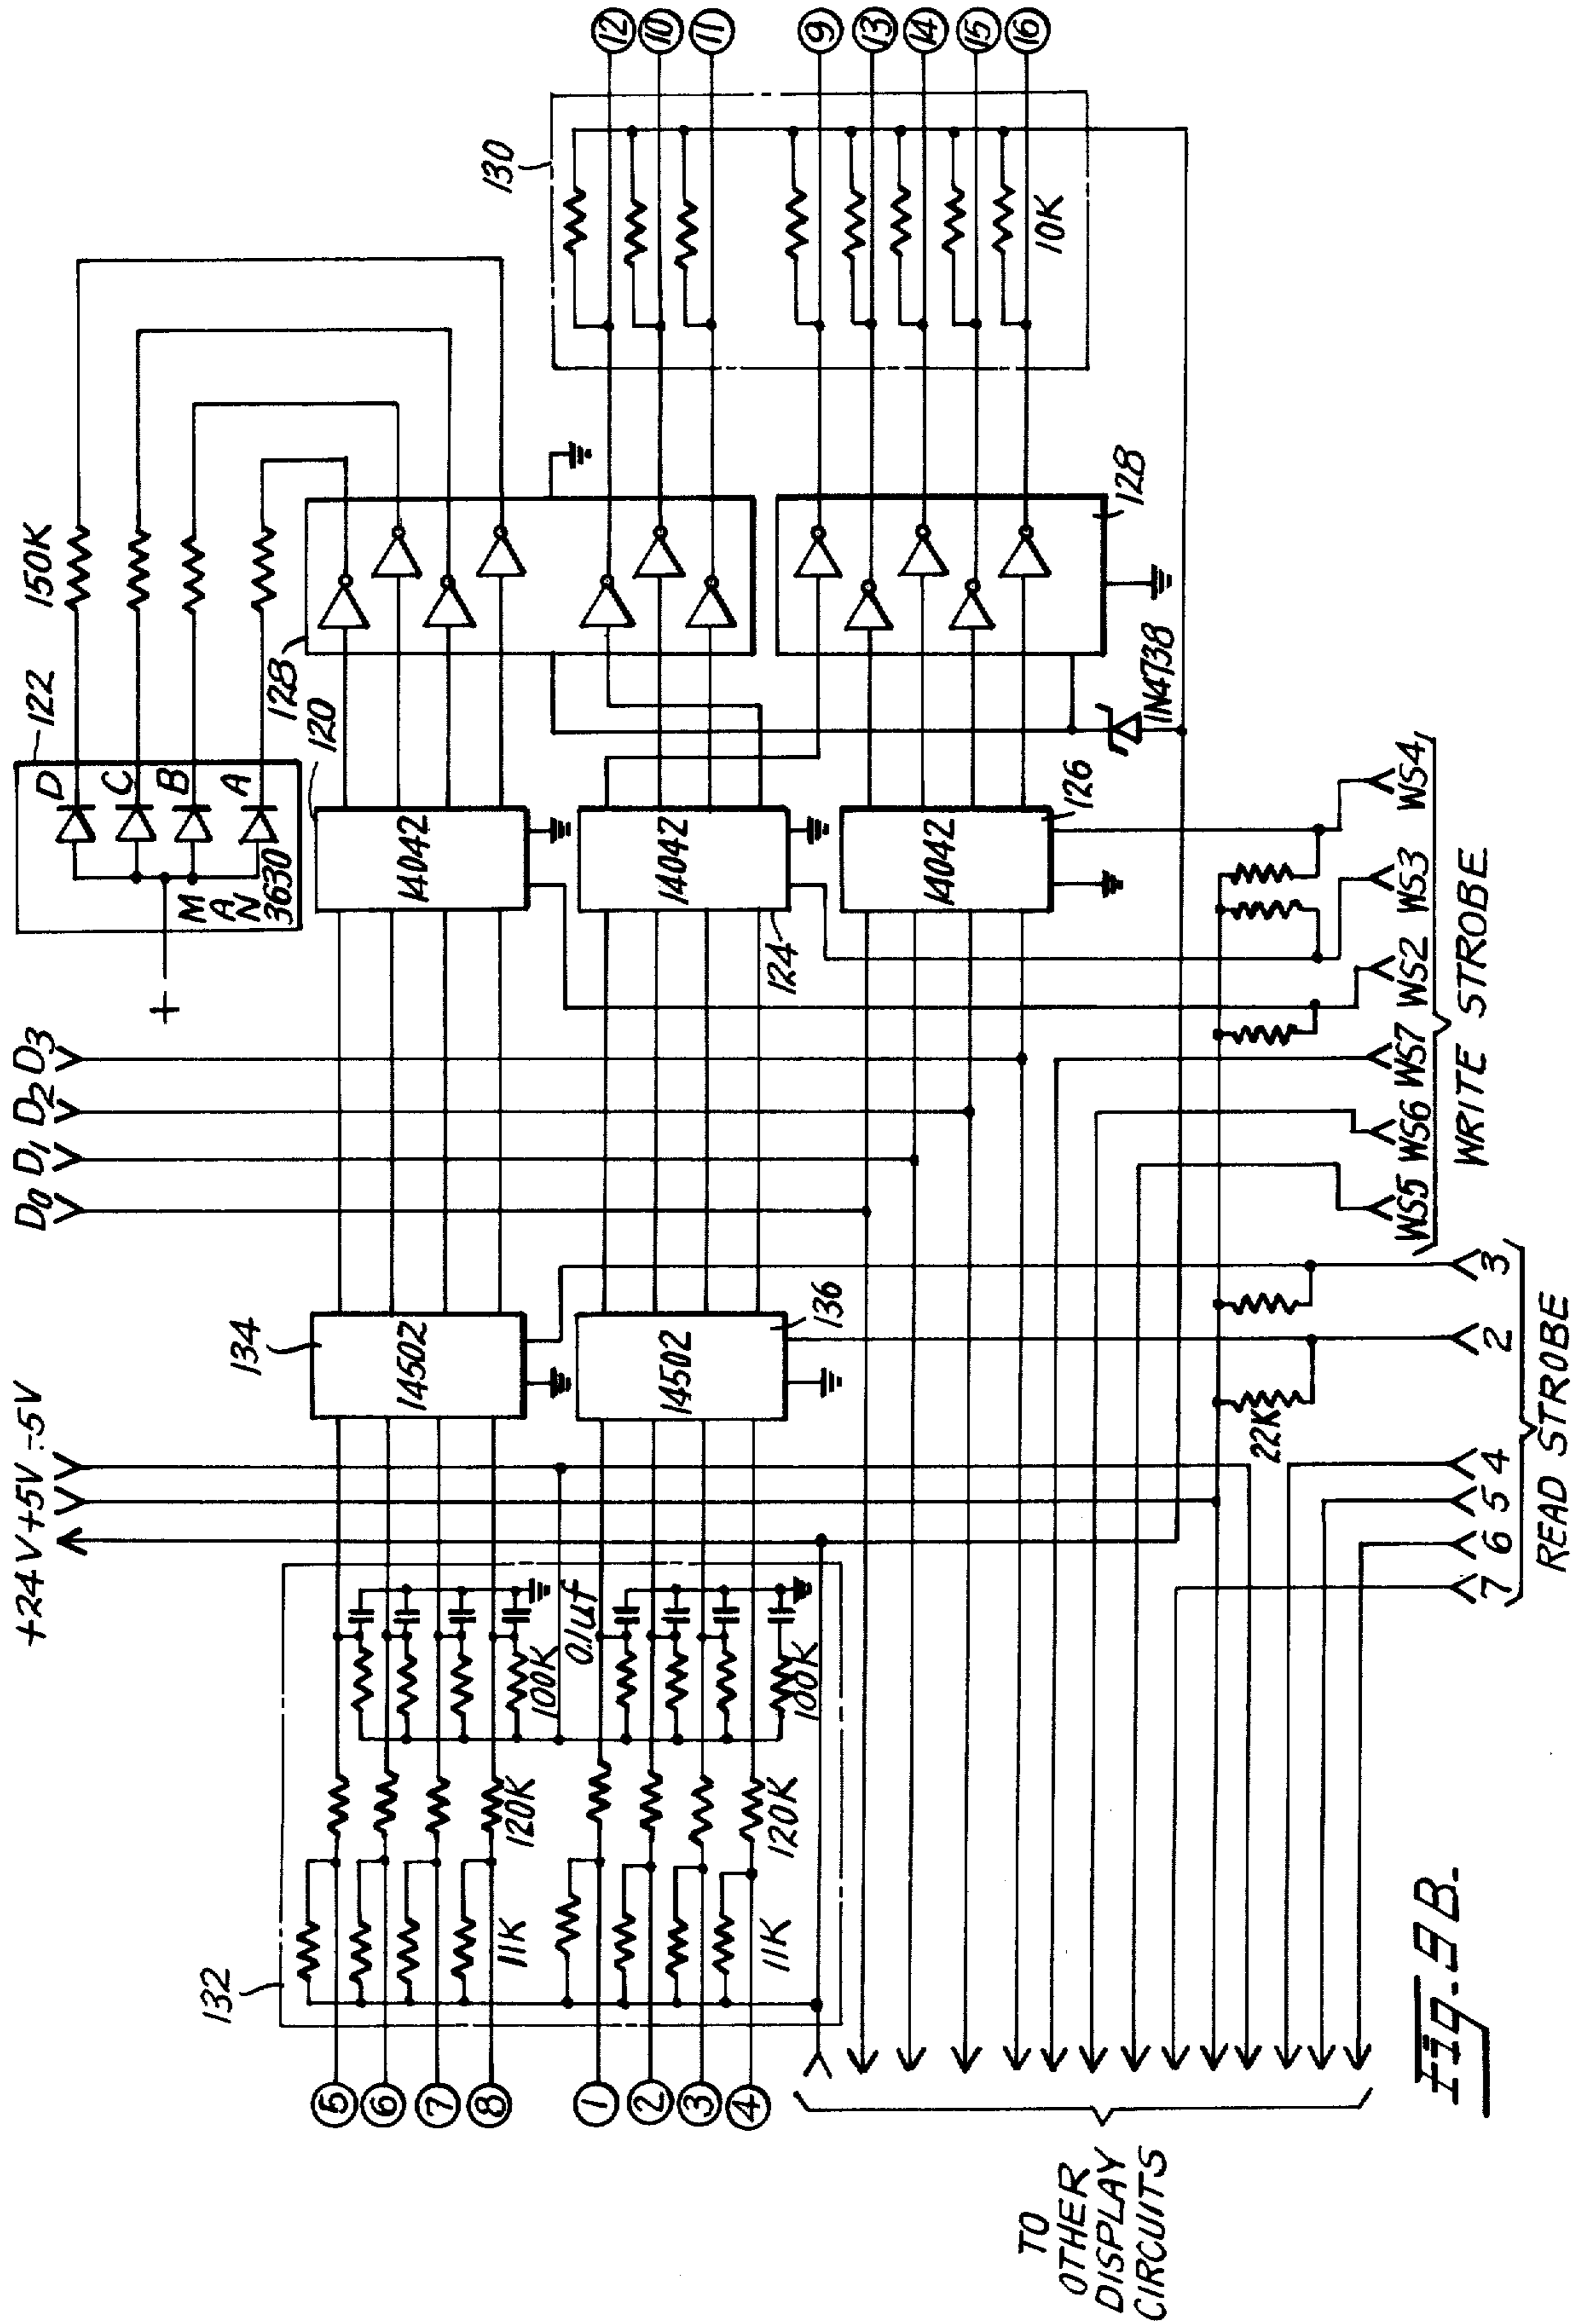 +24V +5V -5V
D0 D1 D2 D3
122
150K
D
C
B
A
+
MAN
3630
130
12
10
11
9
13
14
15
16
10K
128
120
128
14042
14042
14042
124
126
1N4738
134
14502
14502
136
132
5
6
7
8
1
2
3
4
11K
120K
100K
0.1uf
11K
120K
100K
22K
7 6 5 4 2 3
READ STROBE
WS5 WS6 WS7 WS2 WS3 WS4
WRITE STROBE
TO
OTHER
DISPLAY
CIRCUITS
Fig. 9B.